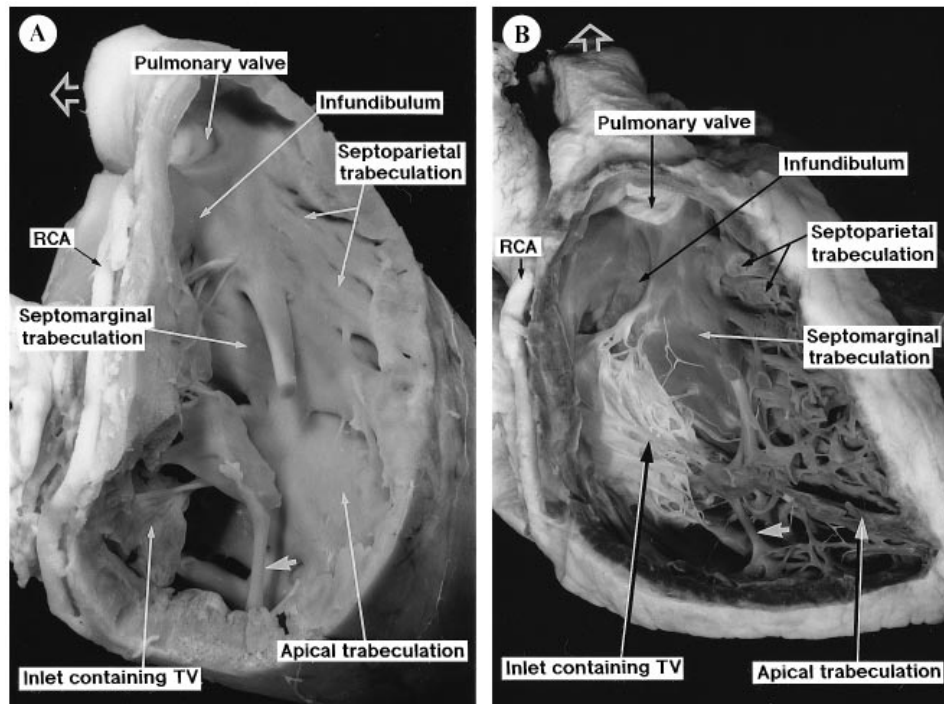 A
Pulmonary valve
Infundibulum
Septoparietal
trabeculation
RCA
Septomarginal
trabeculation
Inlet containing TV
Apical trabeculation
B
Pulmonary valve
Infundibulum
RCA
Septoparietal
trabeculation
Septomarginal
trabeculation
Inlet containing TV
Apical trabeculation